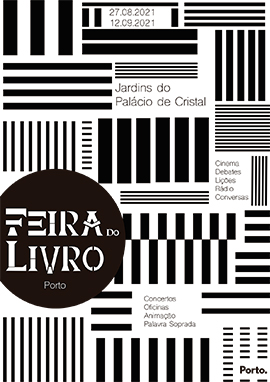 27.08.2021
12.09.2021
Jardins do
Palácio de Cristal
Cinema
Debates
Lições
Rádio
Conversas
FEIRA DO
LIVRO
Porto
Concertos
Oficinas
Animação
Palavra Soprada
Porto.